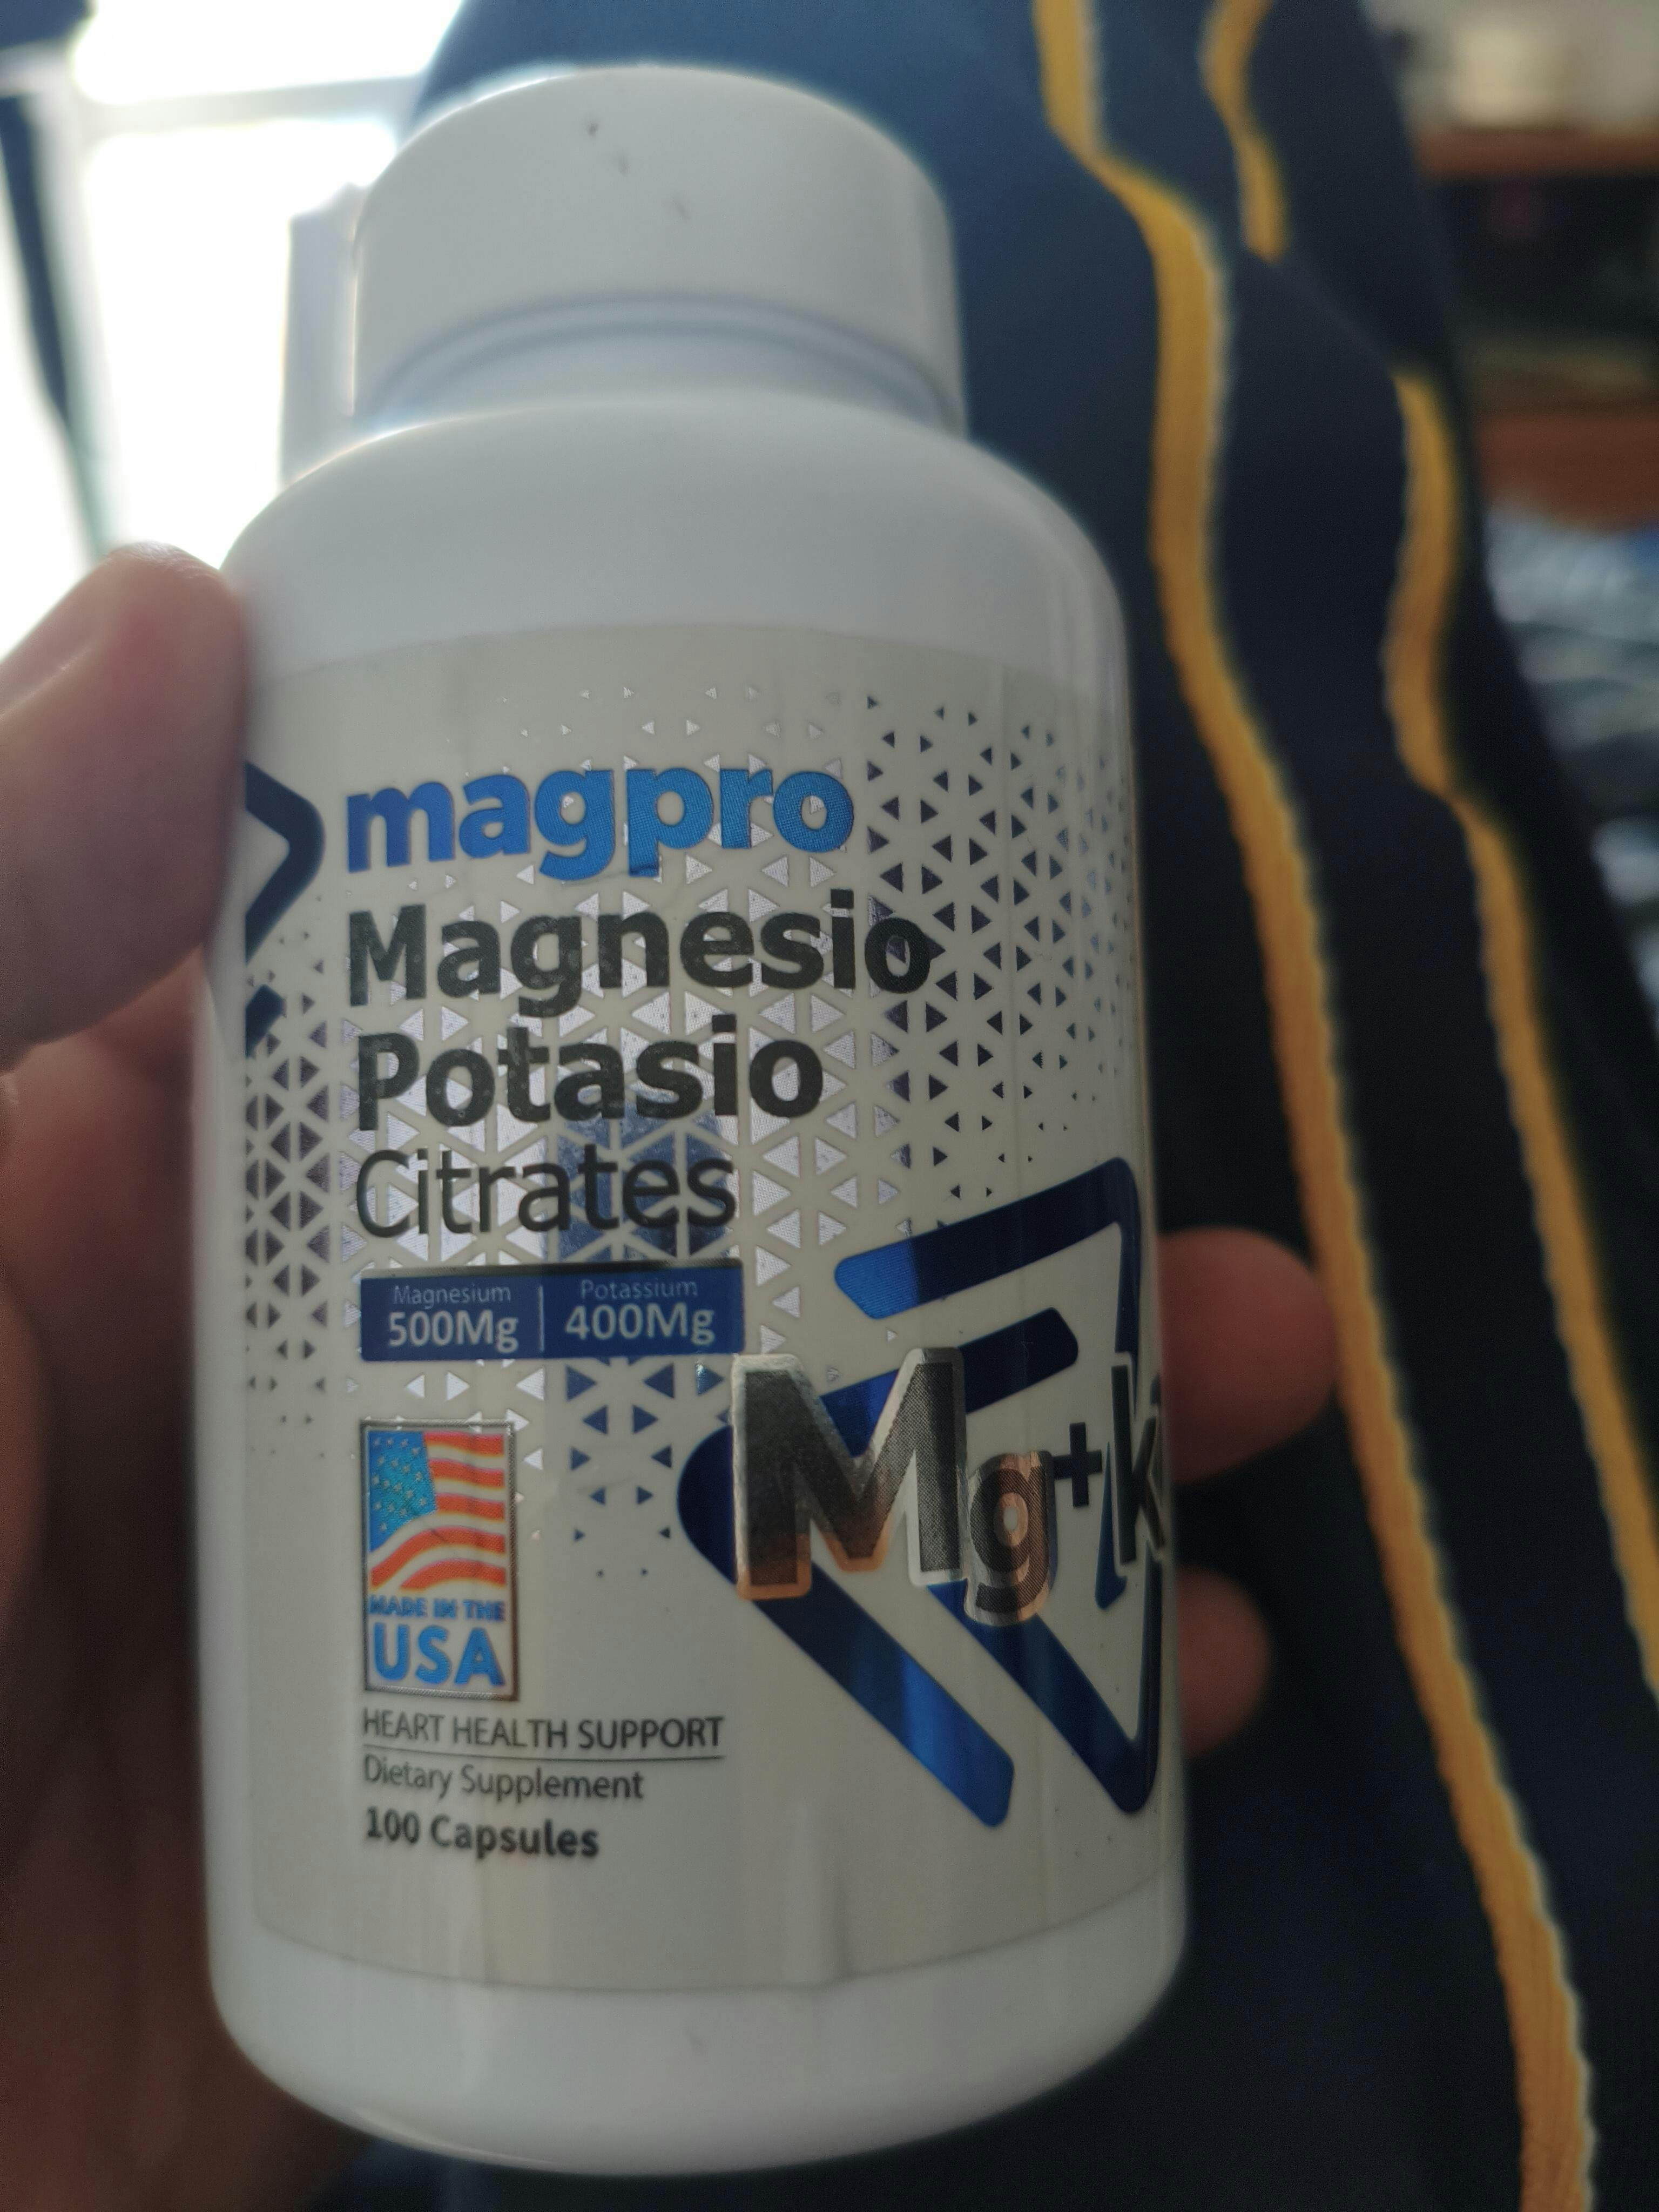 magpro
Magnesio
Potasio
Citrates
Magnesium Potassium
500Mg 400Mg
Mg+k
MADE IN THE
USA
HEART HEALTH SUPPORT
Dietary Supplement
100 Capsules